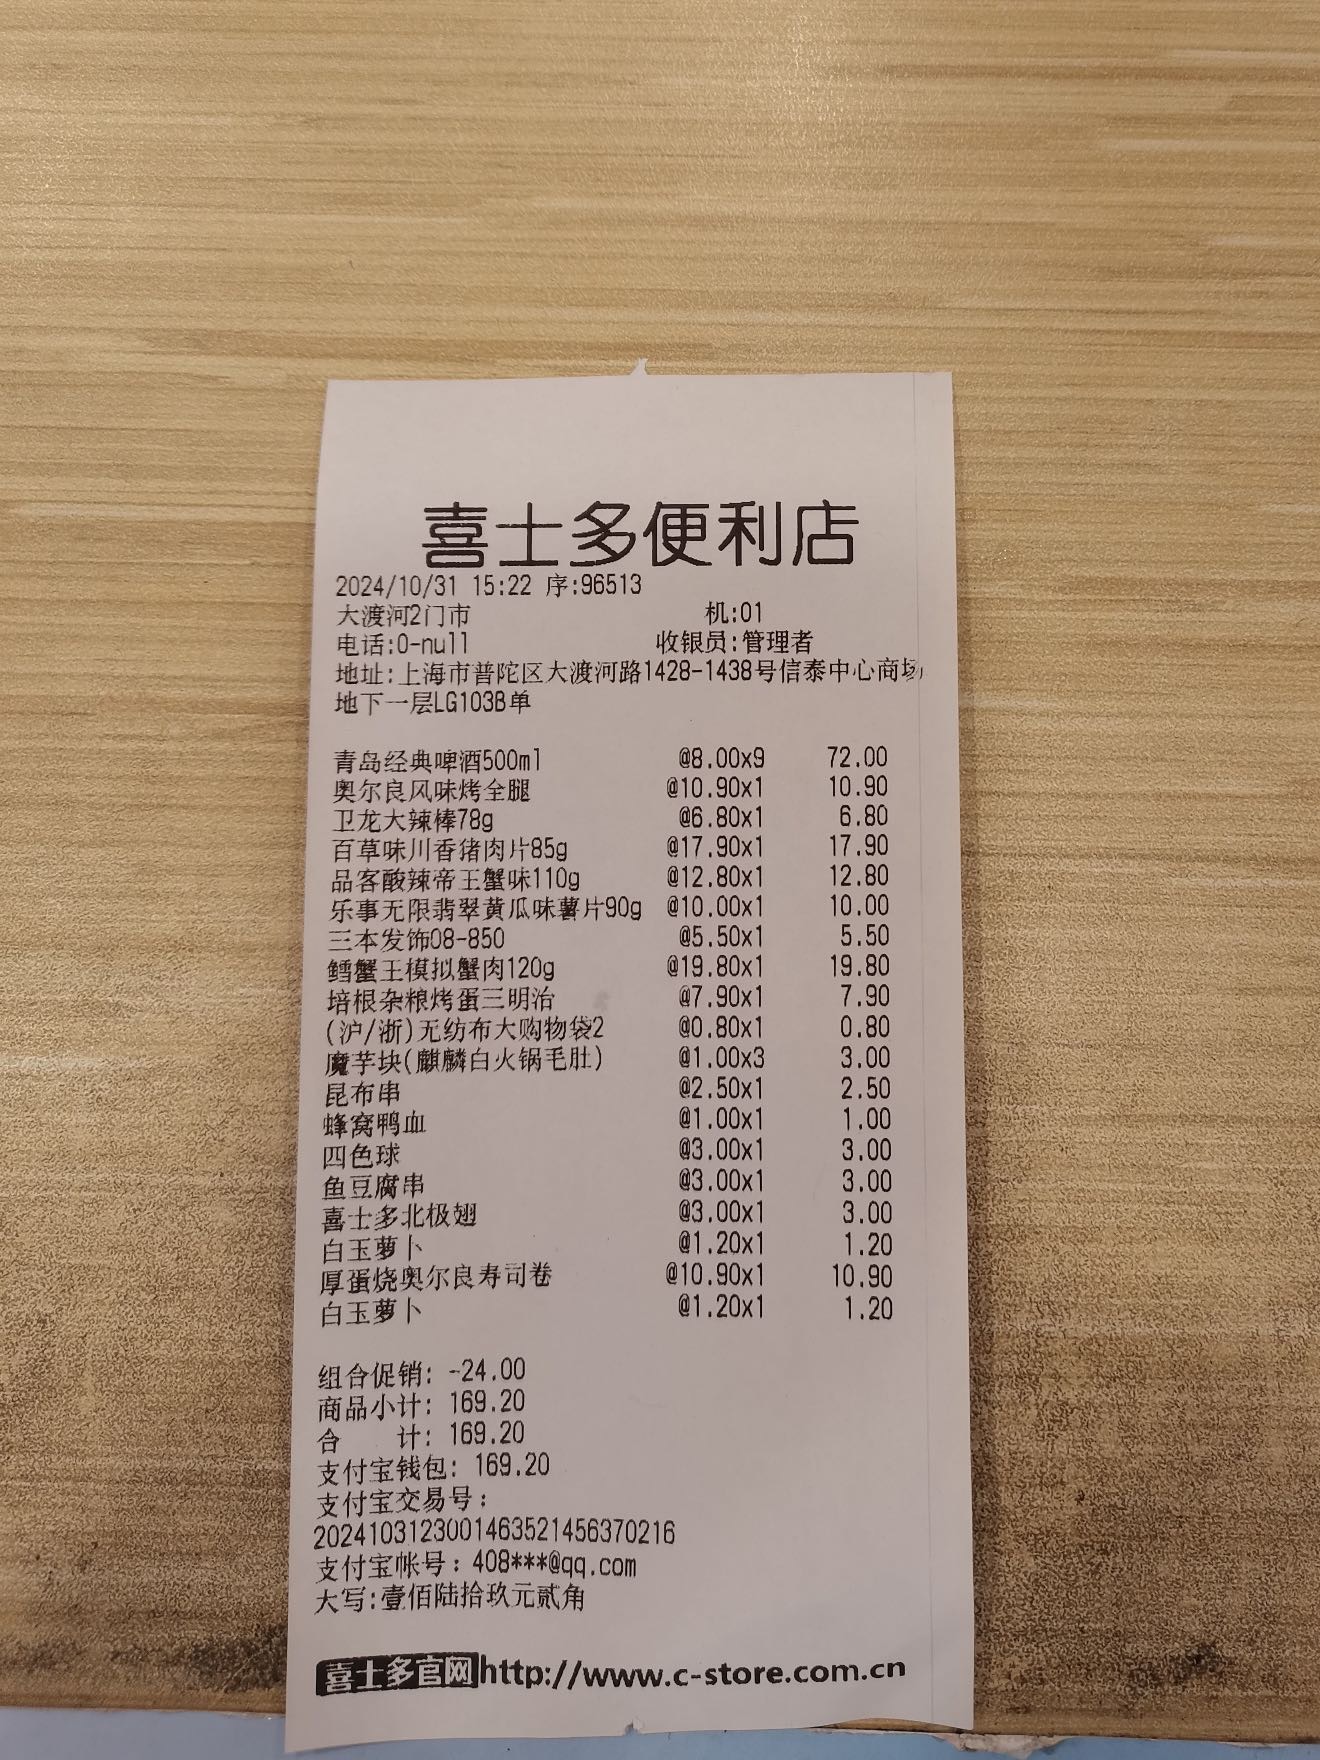 喜士多便利店
2024/10/31 15:22 序:96513
大渡河2门市 机:01
电话:0-null 收银员:管理者
地址:上海市普陀区大渡河路1428-1438号信泰中心商场
地下一层LG103B单
青岛经典啤酒500ml @8.00x9 72.00
奥尔良风味烤全腿 @10.90x1 10.90
卫龙大辣棒78g @6.80x1 6.80
百草味川香猪肉片85g @17.90x1 17.90
品客酸辣帝王蟹味110g @12.80x1 12.80
乐事无限翡翠黄瓜味薯片90g @10.00x1 10.00
三本发饰08-850 @5.50x1 5.50
鳕蟹王模拟蟹肉120g @19.80x1 19.80
培根杂粮烤蛋三明治 @7.90x1 7.90
(沪/浙)无纺布大购物袋2 @0.80x1 0.80
魔芋块(麒麟白火锅毛肚) @1.00x3 3.00
昆布串 @2.50x1 2.50
蜂窝鸭血 @1.00x1 1.00
四色球 @3.00x1 3.00
鱼豆腐串 @3.00x1 3.00
喜士多北极翅 @3.00x1 3.00
白玉萝卜 @1.20x1 1.20
厚蛋烧奥尔良寿司卷 @10.90x1 10.90
白玉萝卜 @1.20x1 1.20
组合促销: -24.00
商品小计: 169.20
合 计: 169.20
支付宝钱包: 169.20
支付宝交易号:
2024103123001463521456370216
支付宝帐号: 408***@qq.com
大写:壹佰陆拾玖元贰角
喜士多官网http://www.c-store.com.cn